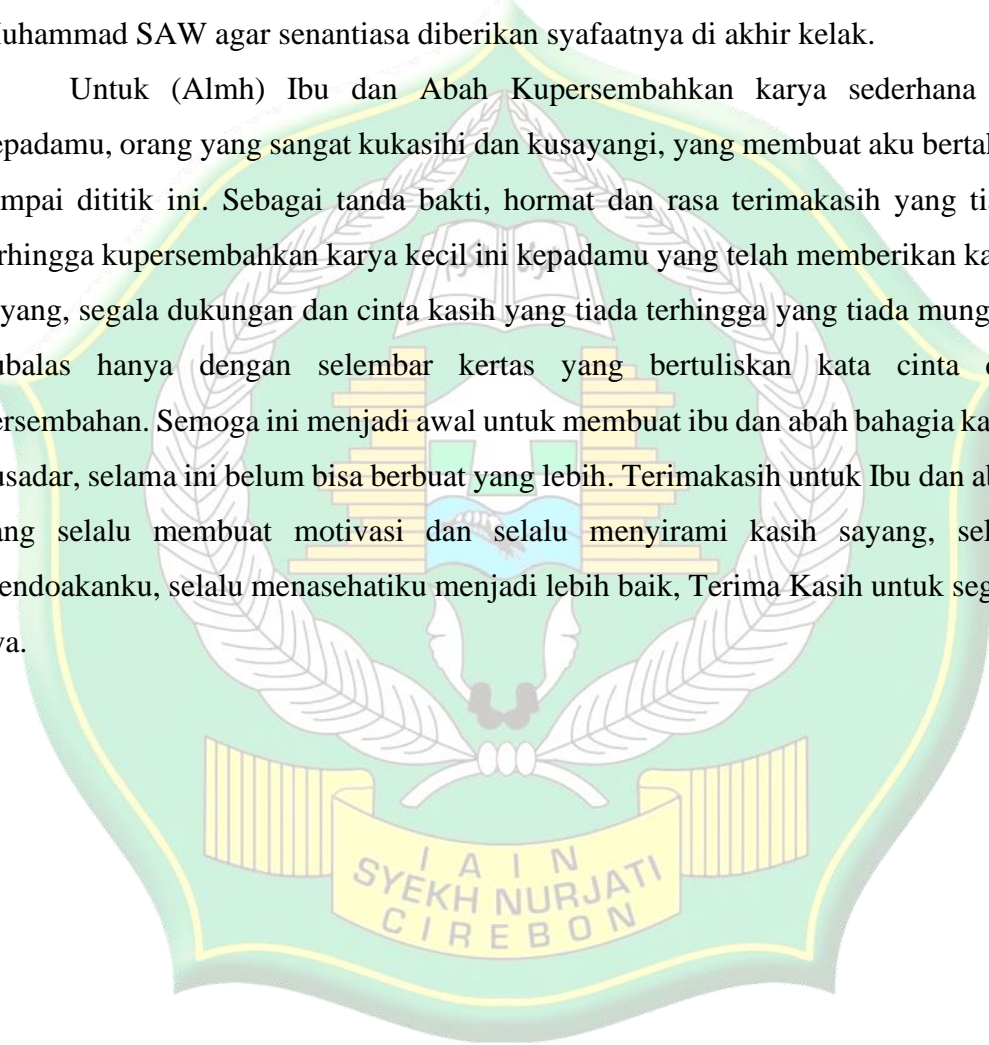 Muhammad SAW agar senantiasa diberikan syafaatnya di akhir kelak.
Untuk (Almh) Ibu dan Abah Kupersembahkan karya sederhana
epadamu, orang yang sangat kukasihi dan kusayangi, yang membuat aku bertal
mpai dititik ini. Sebagai tanda bakti, hormat dan rasa terimakasih yang tia
rhingga kupersembahkan karya kecil ini kepadamu yang telah memberikan ka
yang, segala dukungan dan cinta kasih yang tiada terhingga yang tiada mung
ubalas hanya dengan selembar kertas yang bertuliskan kata cinta d
ersembahan. Semoga ini menjadi awal untuk membuat ibu dan abah bahagia ka
usadar, selama ini belum bisa berbuat yang lebih. Terimakasih untuk Ibu dan ab
ang selalu membuat motivasi dan selalu menyirami kasih sayang, sel
endoakanku, selalu menasehatiku menjadi lebih baik, Terima Kasih untuk seg
ya.
IAIN
SYEKH NURJATI
CIREBON